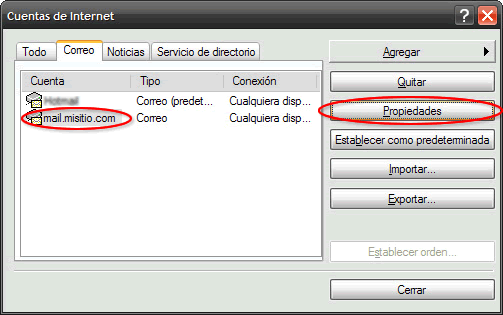 Cuentas de Internet
Todo Correo Noticias Servicio de directorio
Cuenta Tipo Conexión
Hotmail Correo (predet... Cualquiera disp...
mail.misitio.com Correo Cualquiera disp...
Agregar
Quitar
Propiedades
Establecer como predeterminada
Importar...
Exportar...
Establecer orden...
Cerrar